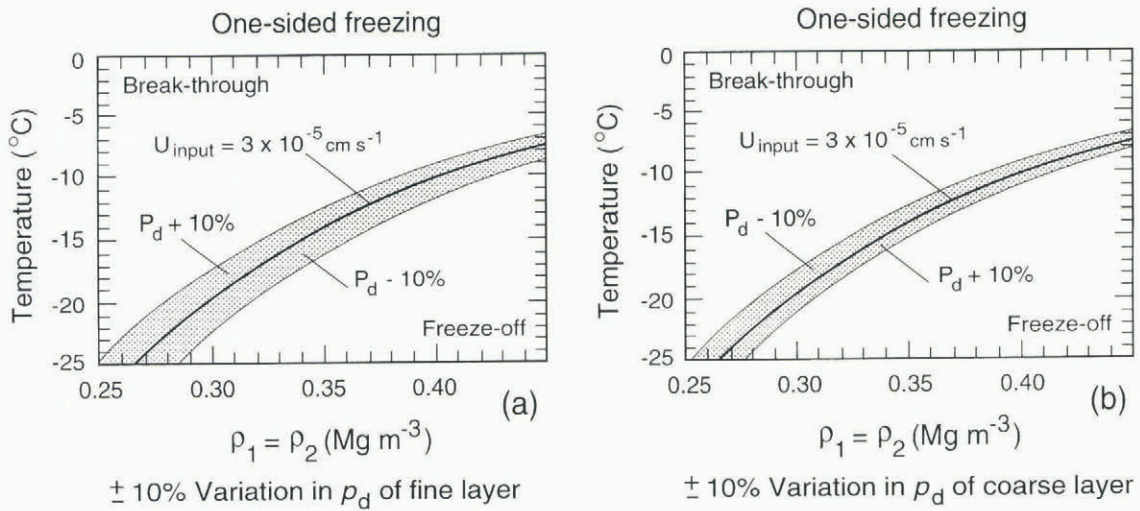 One-sided freezing
0
Break-through
-5
U_input = 3 x 10^-5 cm s^-1
-10
P_d + 10%
-15
P_d - 10%
-20
Freeze-off
-25
Temperature (°C)
0.25 0.30 0.35 0.40
(a)
ρ_1 = ρ_2 (Mg m^-3)
± 10% Variation in p_d of fine layer
One-sided freezing
0
Break-through
-5
U_input = 3 x 10^-5 cm s^-1
-10
P_d - 10%
-15
P_d + 10%
-20
Freeze-off
-25
Temperature (°C)
0.25 0.30 0.35 0.40
(b)
ρ_1 = ρ_2 (Mg m^-3)
± 10% Variation in p_d of coarse layer